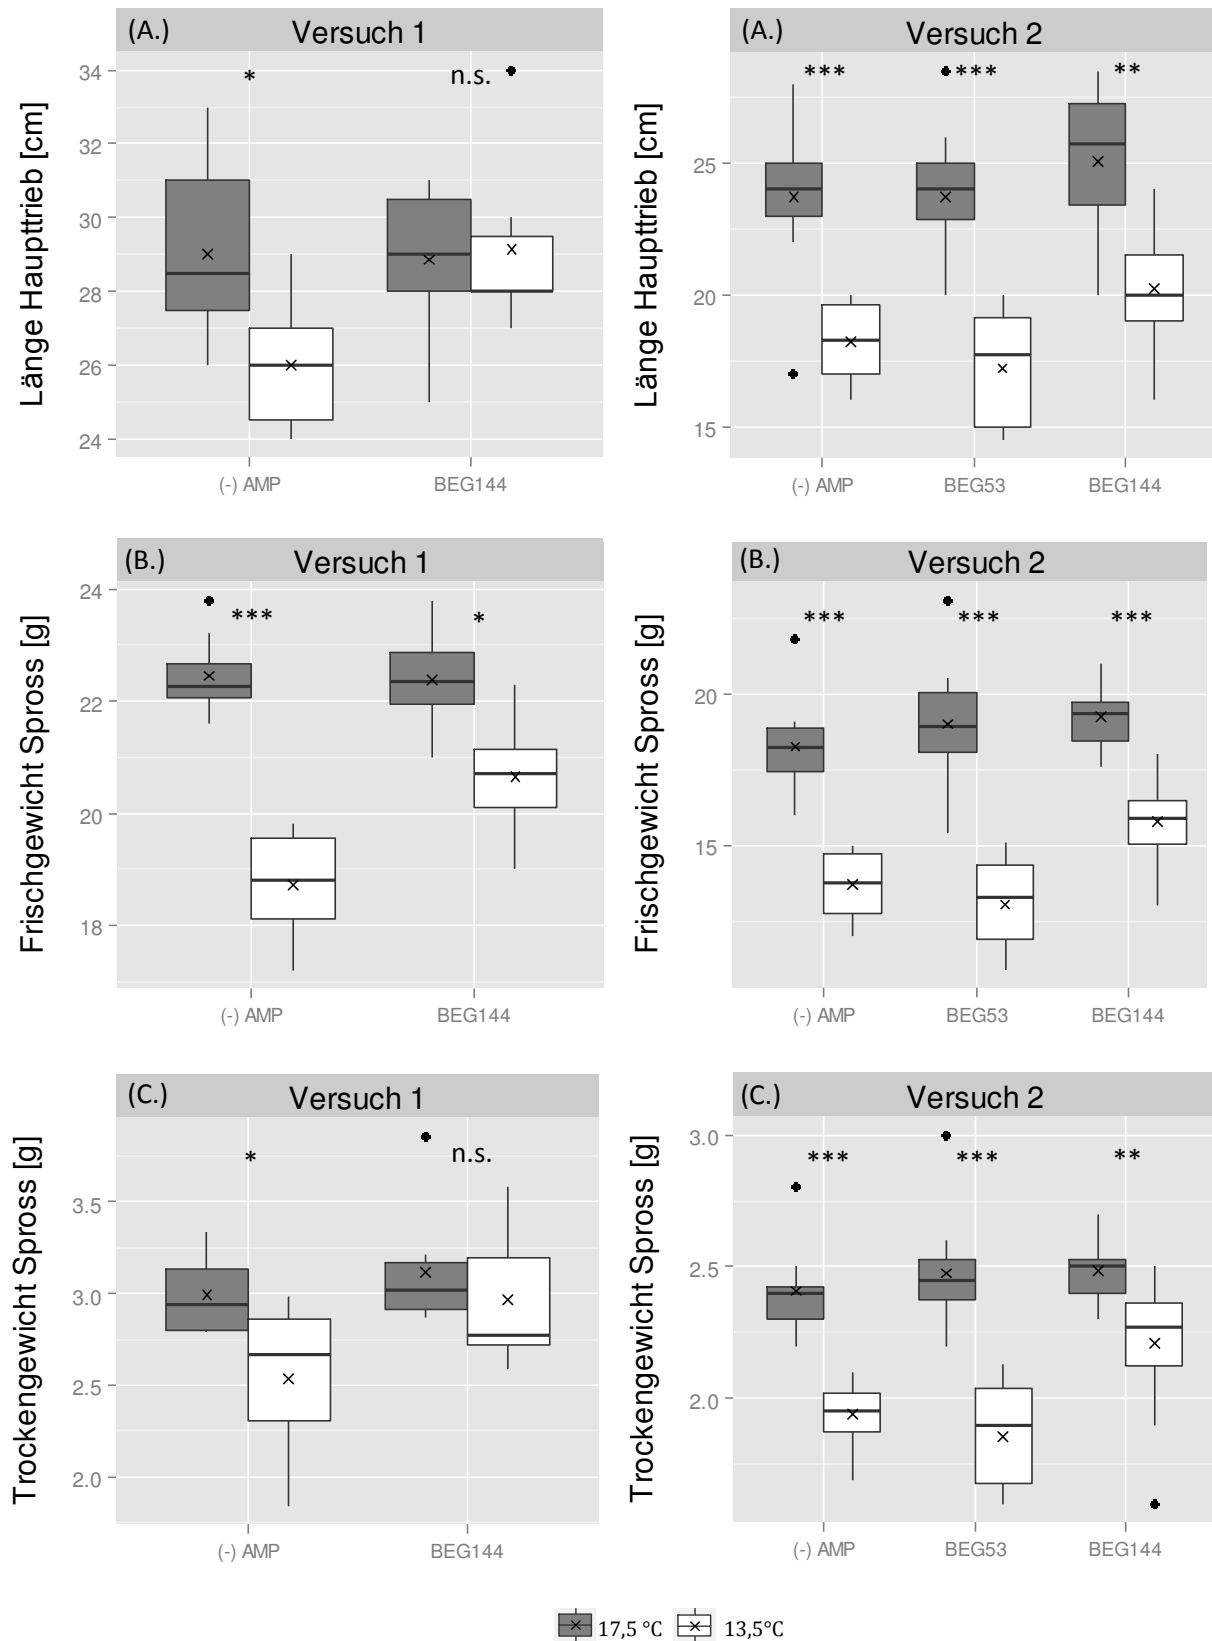 (A.) Versuch 1
Länge Haupttrieb [cm]
34
32
30
28
26
24
*
n.s.
(-) AMP BEG144
(A.) Versuch 2
Länge Haupttrieb [cm]
25
20
15
*** *** **
(-) AMP BEG53 BEG144
(B.) Versuch 1
Frischgewicht Spross [g]
24
22
20
18
*** *
(-) AMP BEG144
(B.) Versuch 2
Frischgewicht Spross [g]
20
15
*** *** ***
(-) AMP BEG53 BEG144
(C.) Versuch 1
Trockengewicht Spross [g]
3.5
3.0
2.5
2.0
* n.s.
(-) AMP BEG144
(C.) Versuch 2
Trockengewicht Spross [g]
3.0
2.5
2.0
*** *** **
(-) AMP BEG53 BEG144
17,5 °C 13,5°C